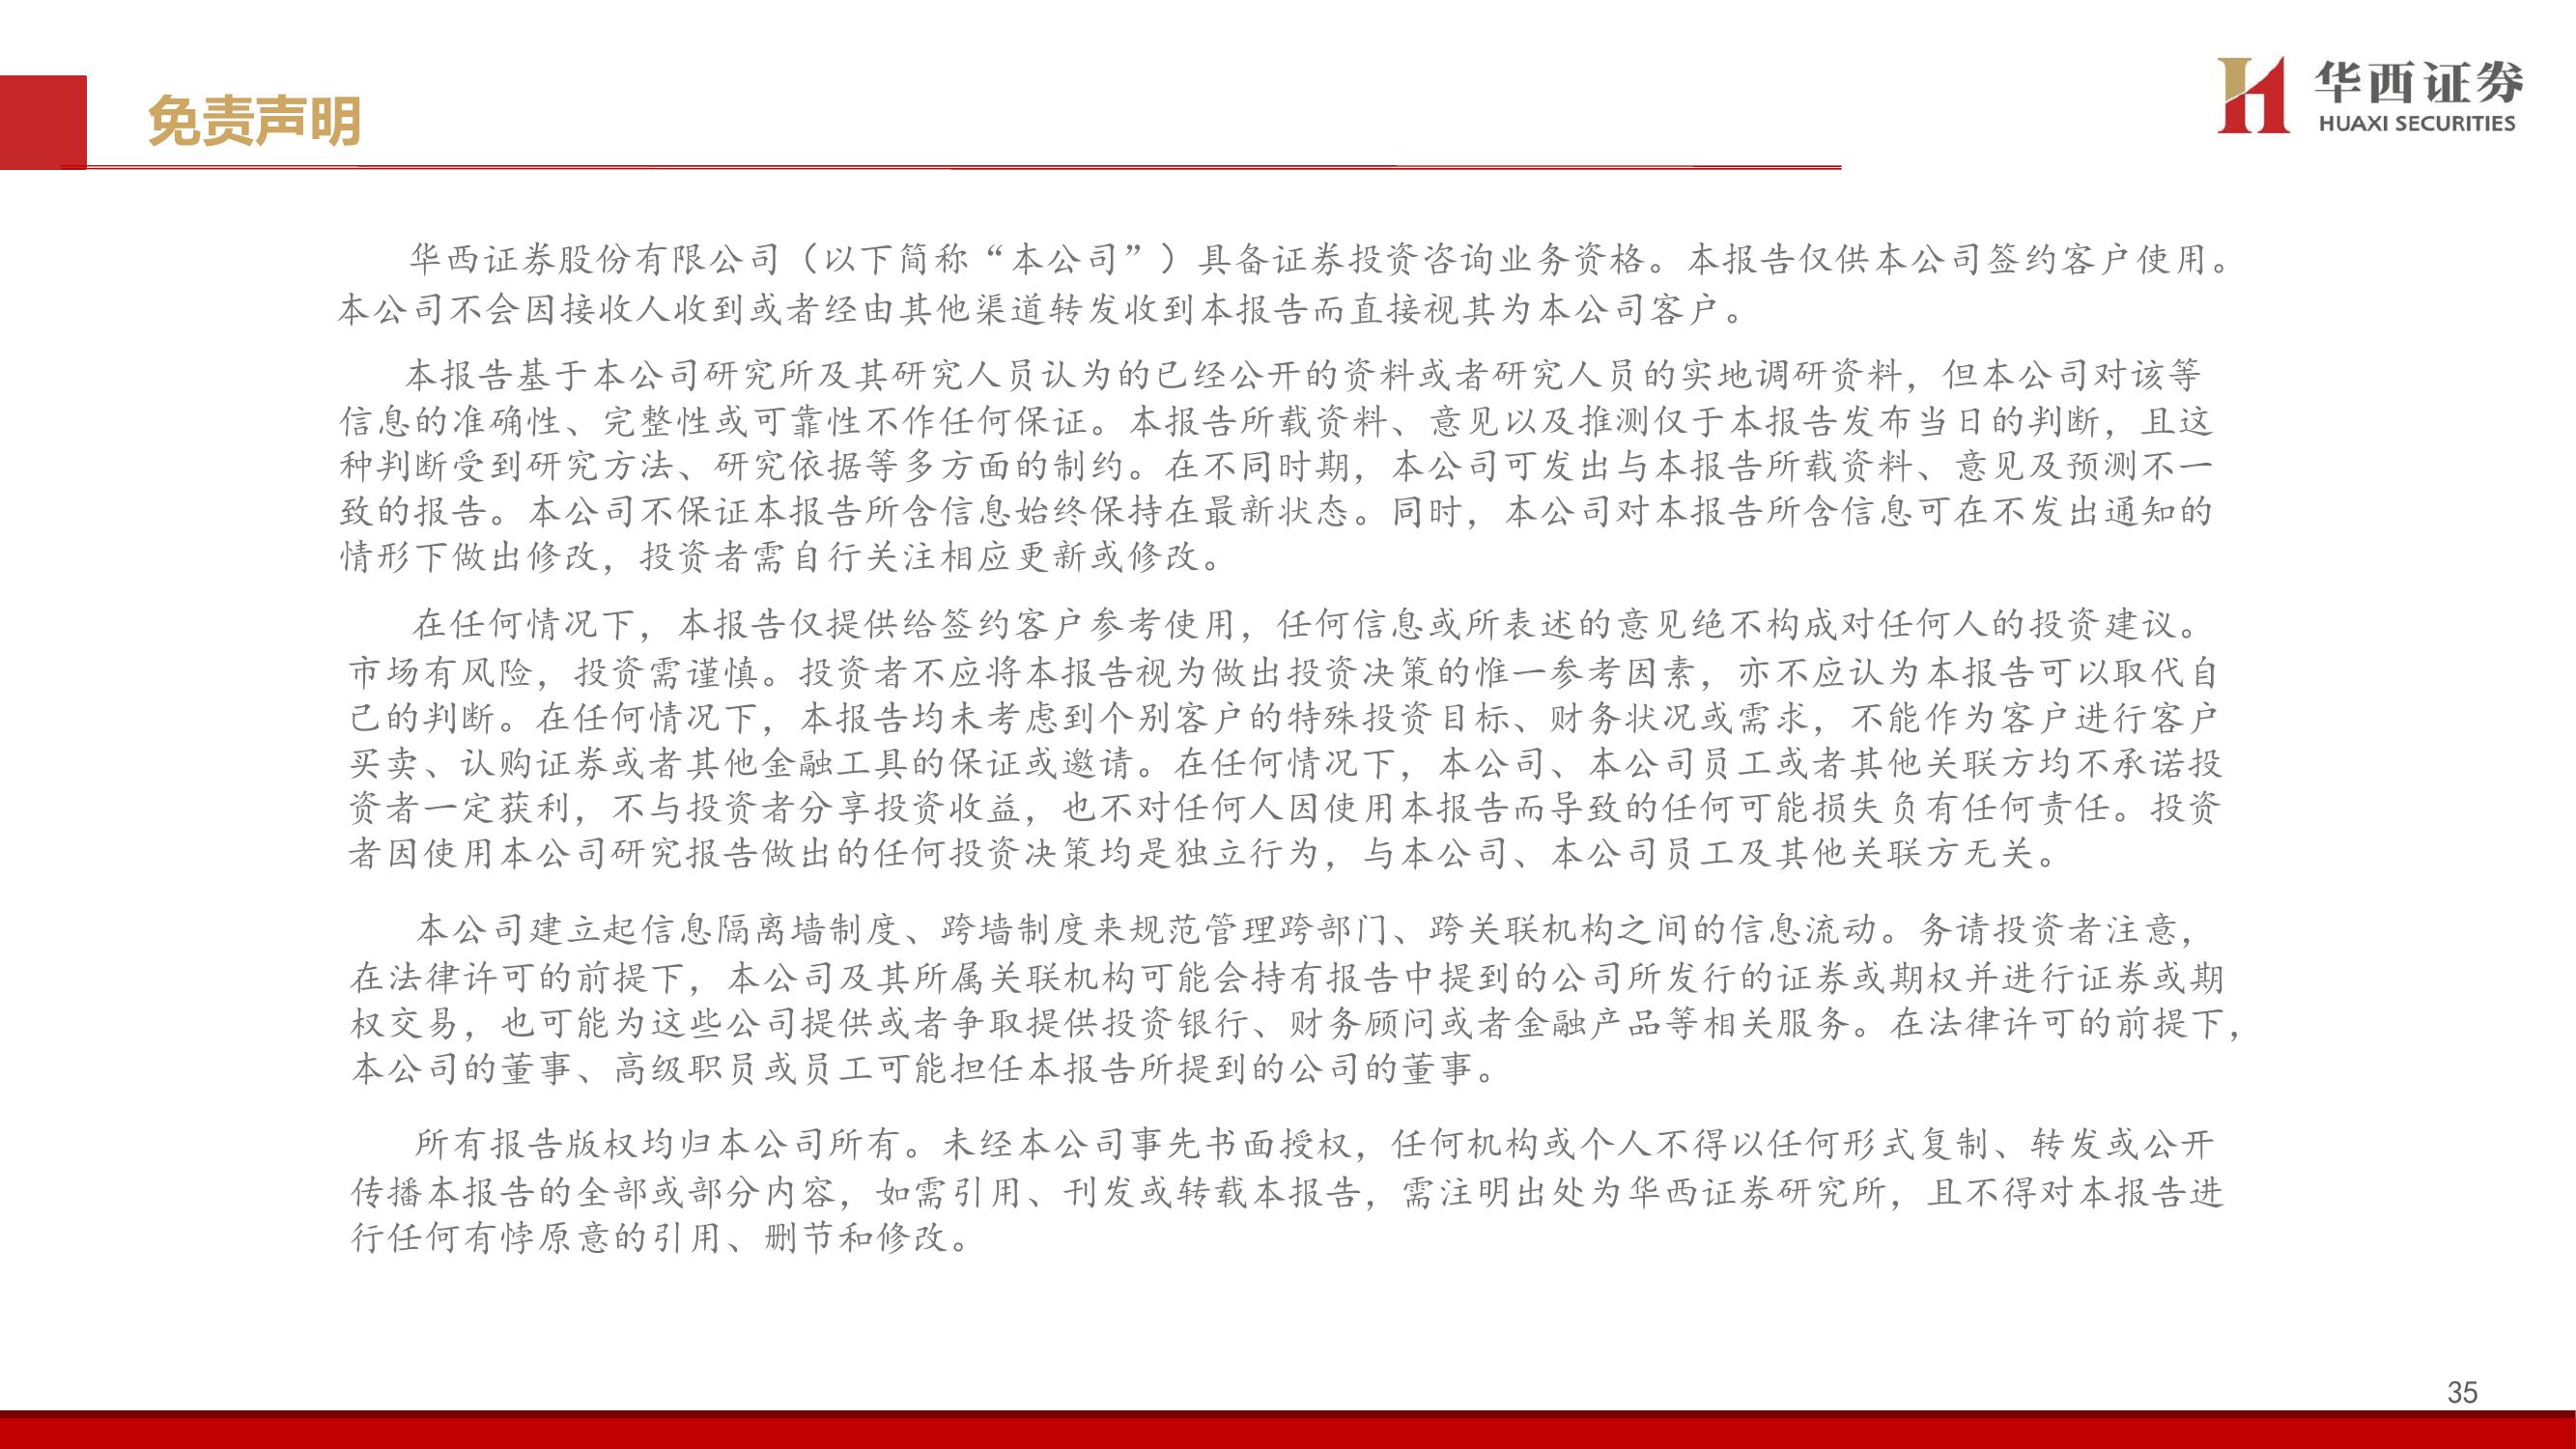 免责声明
华西证券
HUAXI SECURITIES
华西证券股份有限公司（以下简称“本公司”）具备证券投资咨询业务资格。本报告仅供本公司签约客户使用。
本公司不会因接收人收到或者经由其他渠道转发收到本报告而直接视其为本公司客户。
本报告基于本公司研究所及其研究人员认为的已经公开的资料或者研究人员的实地调研资料，但本公司对该等
信息的准确性、完整性或可靠性不作任何保证。本报告所载资料、意见以及推测仅于本报告发布当日的判断，且这
种判断受到研究方法、研究依据等多方面的制约。在不同时期，本公司可发出与本报告所载资料、意见及预测不一
致的报告。本公司不保证本报告所含信息始终保持在最新状态。同时，本公司对本报告所含信息可在不发出通知的
情形下做出修改，投资者需自行关注相应更新或修改。
在任何情况下，本报告仅提供给签约客户参考使用，任何信息或所表述的意见绝不构成对任何人的投资建议。
市场有风险，投资需谨慎。投资者不应将本报告视为做出投资决策的惟一参考因素，亦不应认为本报告可以取代自
己的判断。在任何情况下，本报告均未考虑到个别客户的特殊投资目标、财务状况或需求，不能作为客户进行客户
买卖、认购证券或者其他金融工具的保证或邀请。在任何情况下，本公司、本公司员工或者其他关联方均不承诺投
资者一定获利，不与投资者分享投资收益，也不对任何人因使用本报告而导致的任何可能损失负有任何责任。投资
者因使用本公司研究报告做出的任何投资决策均是独立行为，与本公司、本公司员工及其他关联方无关。
本公司建立起信息隔离墙制度、跨墙制度来规范管理跨部门、跨关联机构之间的信息流动。务请投资者注意，
在法律许可的前提下，本公司及其所属关联机构可能会持有报告中提到的公司所发行的证券或期权并进行证券或期
权交易，也可能为这些公司提供或者争取提供投资银行、财务顾问或者金融产品等相关服务。在法律许可的前提下，
本公司的董事、高级职员或员工可能担任本报告所提到的公司的董事。
所有报告版权均归本公司所有。未经本公司事先书面授权，任何机构或个人不得以任何形式复制、转发或公开
传播本报告的全部或部分内容，如需引用、刊发或转载本报告，需注明出处为华西证券研究所，且不得对本报告进
行任何有悖原意的引用、删节和修改。
35